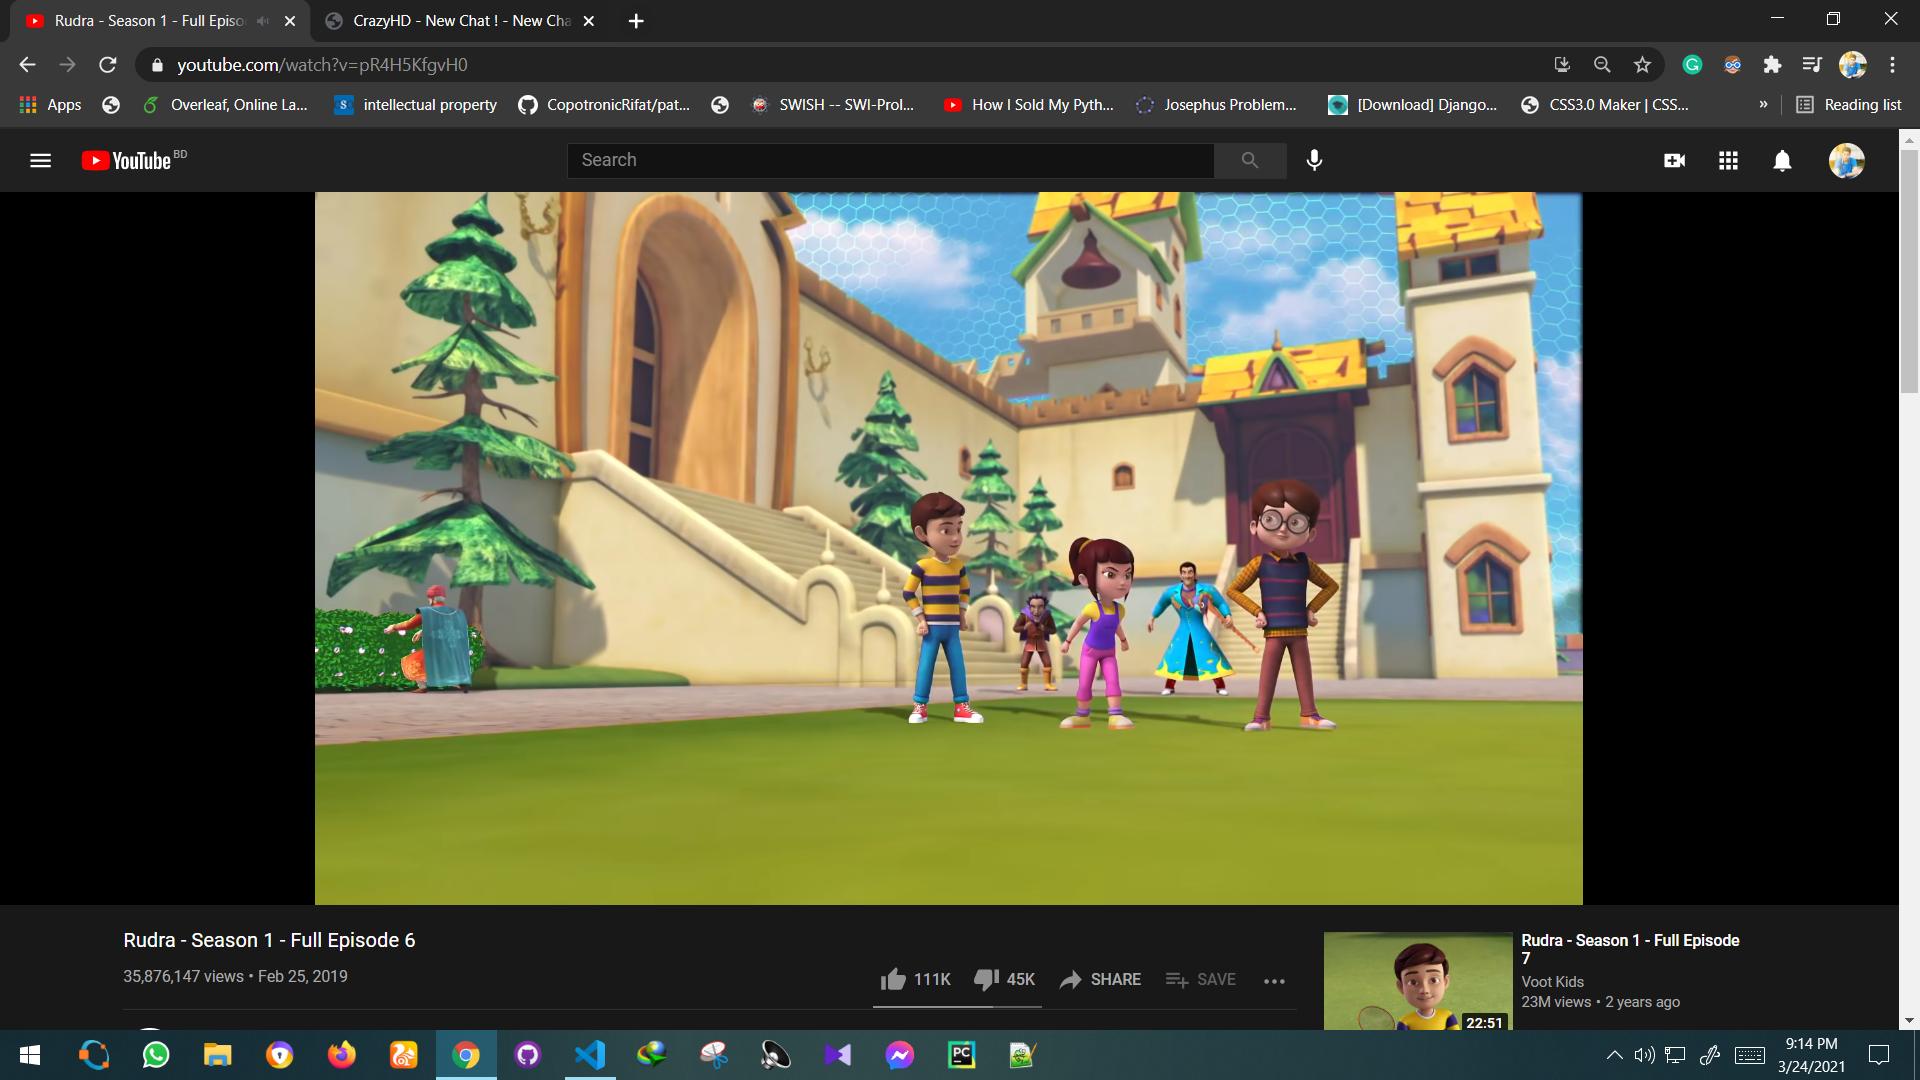 Rudra - Season 1 - Full Episo
CrazyHD - New Chat ! - New Cha
youtube.com/watch?v=pR4H5KfgvH0
Apps
Overleaf, Online La...
intellectual property
CopotronicRifat/pat...
SWISH -- SWI-Prol...
How I Sold My Pyth...
Josephus Problem...
[Download] Django...
CSS3.0 Maker | CSS...
»
Reading list
YouTube BD
Search
Rudra - Season 1 - Full Episode 6
35,876,147 views • Feb 25, 2019
111K
45K
SHARE
SAVE
Rudra - Season 1 - Full Episode
7
Voot Kids
23M views • 2 years ago
22:51
PC
9:14 PM
3/24/2021